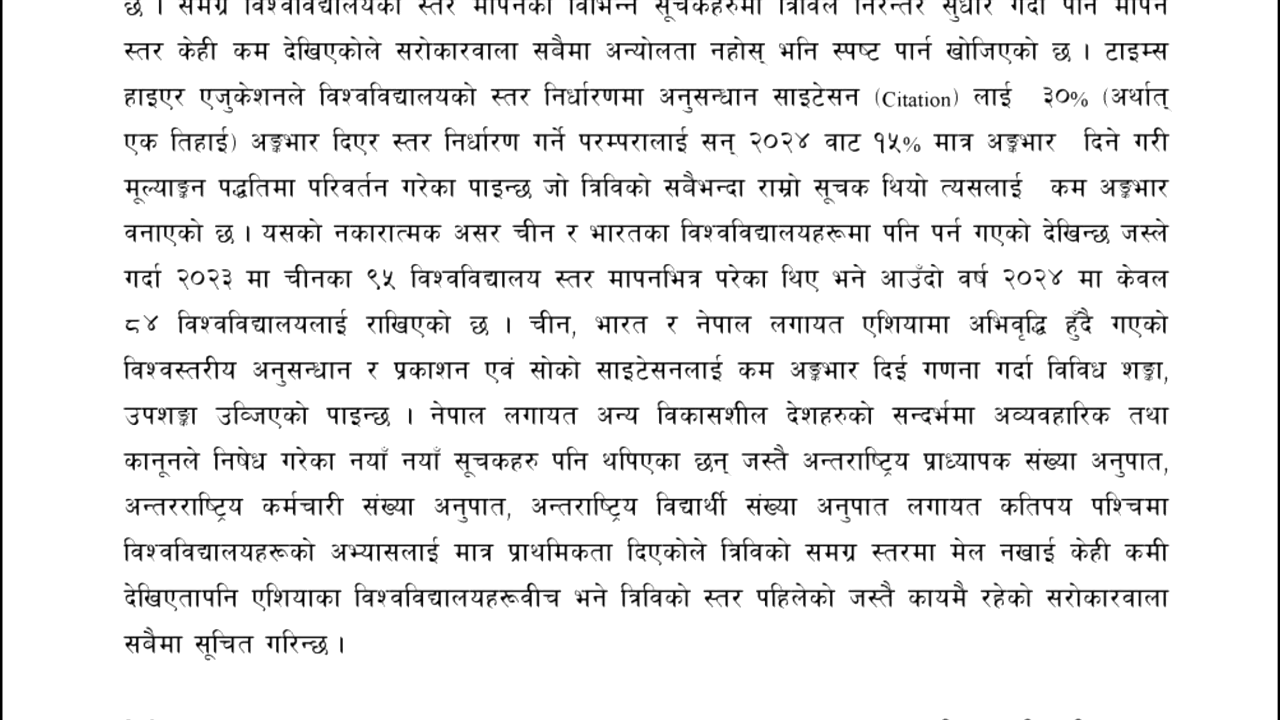 छ । समग्र विश्वविद्यालयको स्तर मापनका विभिन्न सूचकहरुमा त्रिविले निरन्तर सुधार गर्दा पनि मापन
स्तर केही कम देखिएकोले सरोकारवाला सबैमा अन्योलता नहोस् भनि स्पष्ट पार्न खोजिएको छ । टाइम्स
हाइएर एजुकेशनले विश्वविद्यालयको स्तर निर्धारणमा अनुसन्धान साइटेसन (Citation) लाई ३०% (अर्थात्
एक तिहाई) अङ्कभार दिएर स्तर निर्धारण गर्ने परम्परालाई सन् २०२४ वाट १५% मात्र अङ्कभार दिने गरी
मूल्याङ्कन पद्धतिमा परिवर्तन गरेका पाइन्छ जो त्रिविको सबैभन्दा राम्रो सूचक थियो त्यसलाई कम अङ्कभार
वनाएको छ । यसको नकारात्मक असर चीन र भारतका विश्वविद्यालयहरूमा पनि पर्न गएको देखिन्छ जस्ले
गर्दा २०२३ मा चीनका ९५ विश्वविद्यालय स्तर मापनभित्र परेका थिए भने आउँदो वर्ष २०२४ मा केवल
८४ विश्वविद्यालयलाई राखिएको छ । चीन, भारत र नेपाल लगायत एशियामा अभिवृद्धि हुँदै गएको
विश्वस्तरीय अनुसन्धान र प्रकाशन एवं सोको साइटेसनलाई कम अङ्कभार दिई गणना गर्दा विविध शङ्का,
उपशङ्का उव्जिएको पाइन्छ । नेपाल लगायत अन्य विकासशील देशहरुको सन्दर्भमा अव्यवहारिक तथा
कानूनले निषेध गरेका नयाँ नयाँ सूचकहरु पनि थपिएका छन् जस्तै अन्तराष्ट्रिय प्राध्यापक संख्या अनुपात,
अन्तरराष्ट्रिय कर्मचारी संख्या अनुपात, अन्तराष्ट्रिय विद्यार्थी संख्या अनुपात लगायत कतिपय पश्चिमा
विश्वविद्यालयहरूको अभ्यासलाई मात्र प्राथमिकता दिएकोले त्रिविको समग्र स्तरमा मेल नखाई केही कमी
देखिएतापनि एशियाका विश्वविद्यालयहरूवीच भने त्रिविको स्तर पहिलेको जस्तै कायमै रहेको सरोकारवाला
सबैमा सूचित गरिन्छ ।